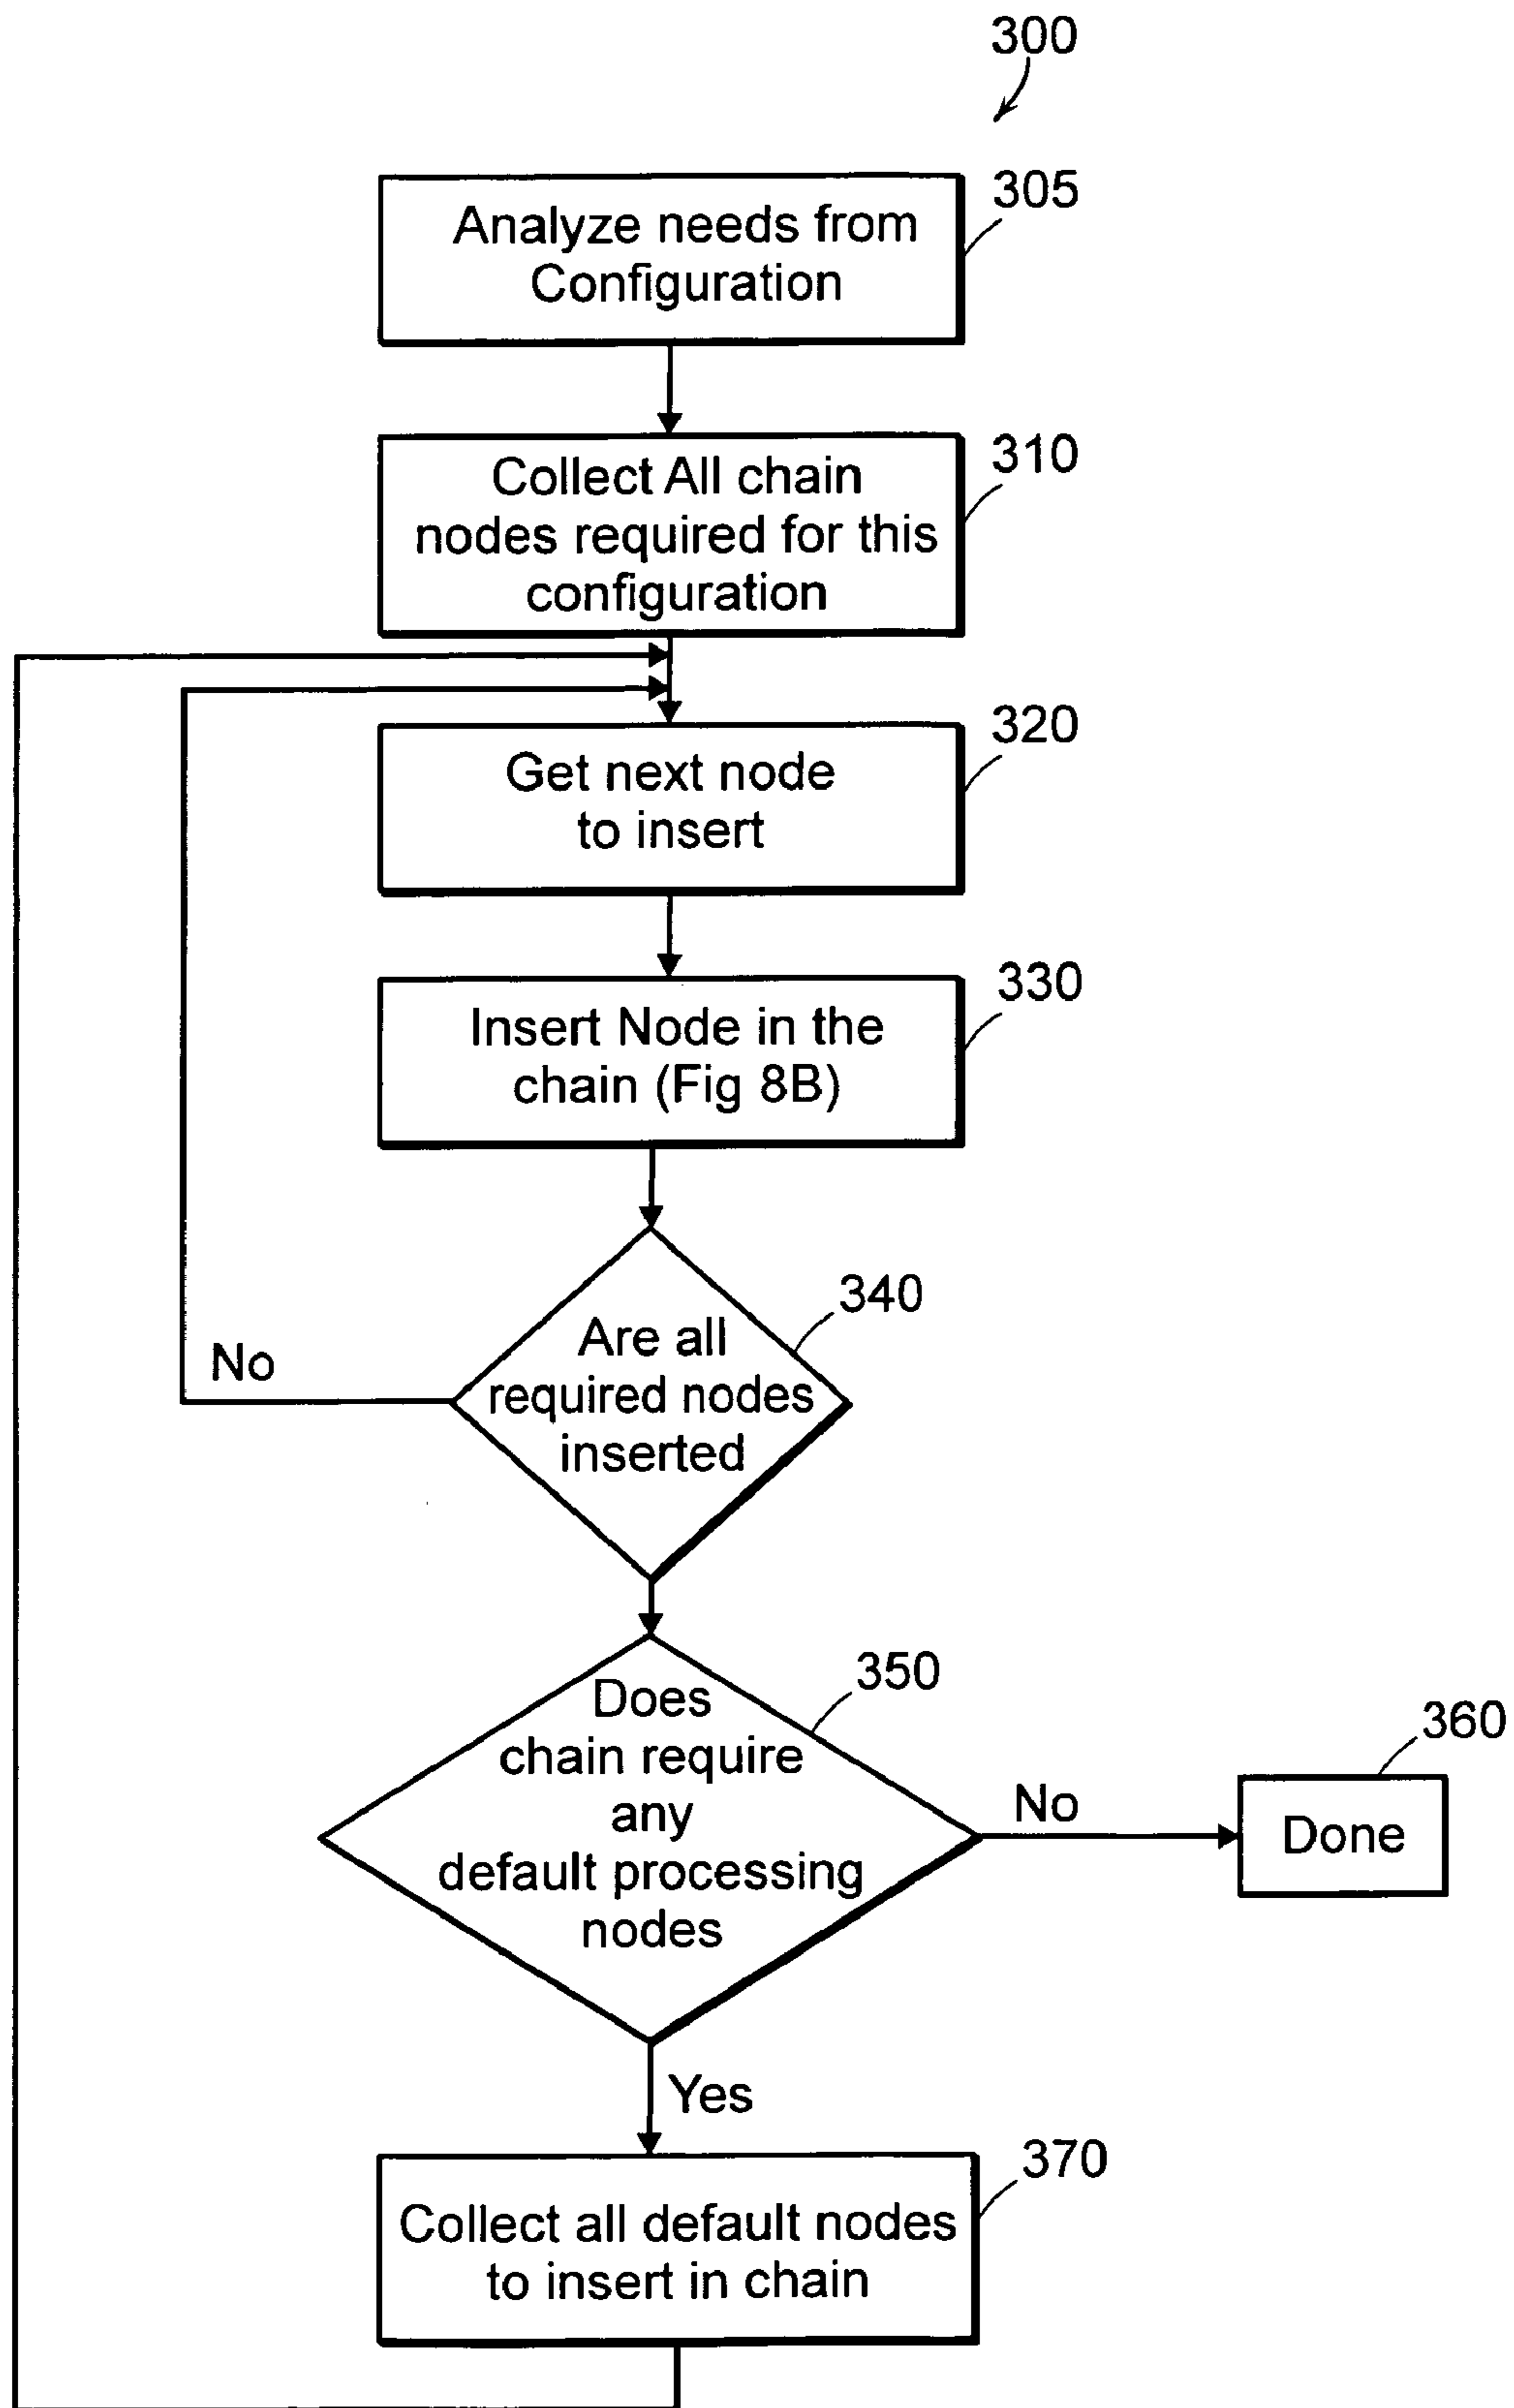 300
305
Analyze needs from
Configuration
310
Collect All chain
nodes required for this
configuration
320
Get next node
to insert
330
Insert Node in the
chain (Fig 8B)
340
Are all
required nodes
inserted
No
350
Does
chain require
any
default processing
nodes
No
360
Done
Yes
370
Collect all default nodes
to insert in chain